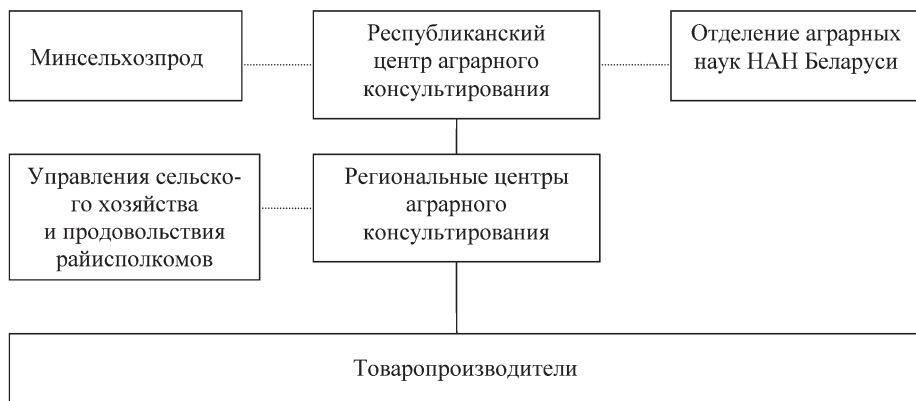 Минсельхозпрод
Республиканский
центр аграрного
консультирования
Отделение аграрных
наук НАН Беларуси
Управления сельско-
го хозяйства
и продовольствия
райисполкомов
Региональные центры
аграрного
консультирования
Товаропроизводители